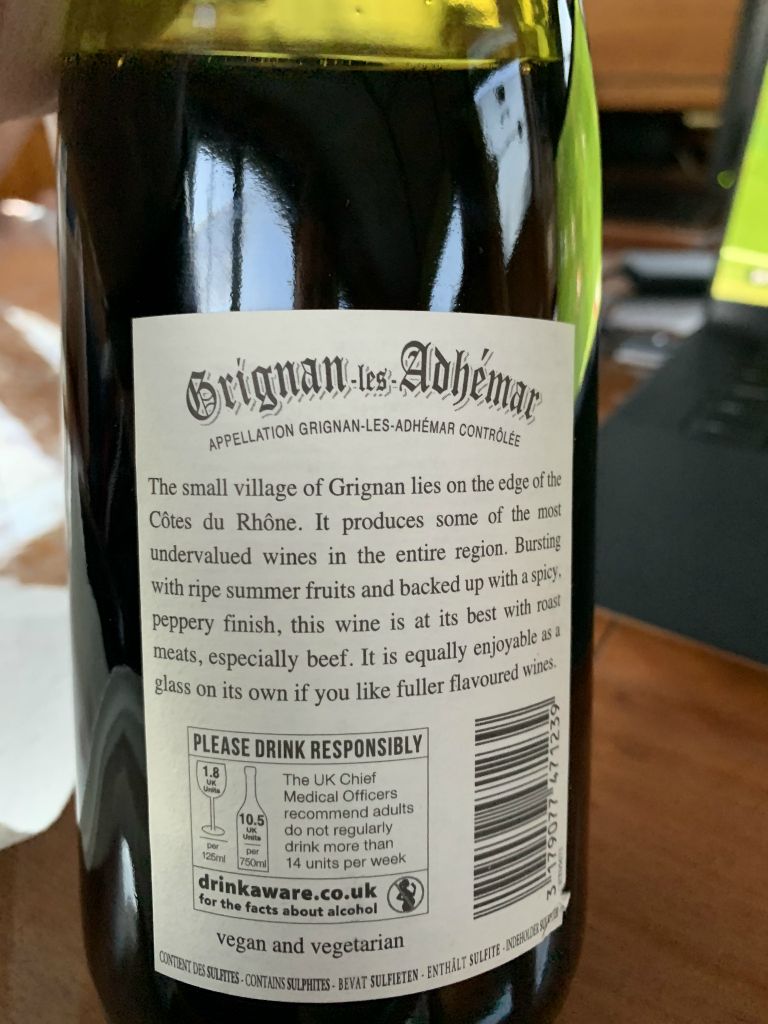 Grignan-les-Adhémar
APPELLATION GRIGNAN-LES-ADHÉMAR CONTRÔLÉE
The small village of Grignan lies on the edge of the
Côtes du Rhône. It produces some of the most
undervalued wines in the entire region. Bursting
with ripe summer fruits and backed up with a spicy,
peppery finish, this wine is at its best with roast
meats, especially beef. It is equally enjoyable as a
glass on its own if you like fuller flavoured wines.
PLEASE DRINK RESPONSIBLY
1.8
UK
Units
per
125ml
10.5
UK
Units
per
750ml
The UK Chief
Medical Officers
recommend adults
do not regularly
drink more than
14 units per week
drinkaware.co.uk
for the facts about alcohol
3 179077 471239
vegan and vegetarian
CONTIENT DES SULFITES - CONTAINS SULPHITES - BEVAT SULFIETEN - ENTHÄLT SULFITE - INDEHOLDER